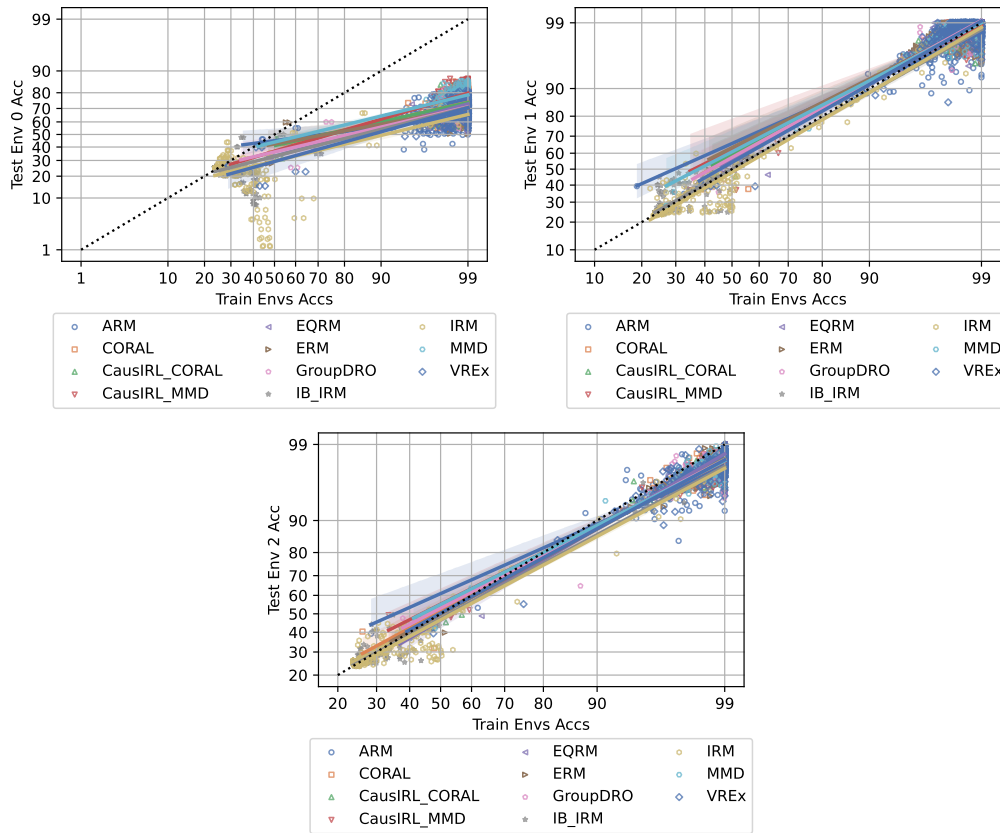 99
90
80
70
60
50
40
30
20
10
1
Test Env 0 Acc
1 10 20 30 40 50 60 70 80 90 99
Train Envs Accs
ARM EQRM IRM
CORAL ERM MMD
CausIRL_CORAL GroupDRO VREx
CausIRL_MMD IB_IRM
99
90
80
70
60
50
40
30
20
10
Test Env 1 Acc
10 20 30 40 50 60 70 80 90 99
Train Envs Accs
ARM EQRM IRM
CORAL ERM MMD
CausIRL_CORAL GroupDRO VREx
CausIRL_MMD IB_IRM
99
90
80
70
60
50
40
30
20
Test Env 2 Acc
20 30 40 50 60 70 80 90 99
Train Envs Accs
ARM EQRM IRM
CORAL ERM MMD
CausIRL_CORAL GroupDRO VREx
CausIRL_MMD IB_IRM